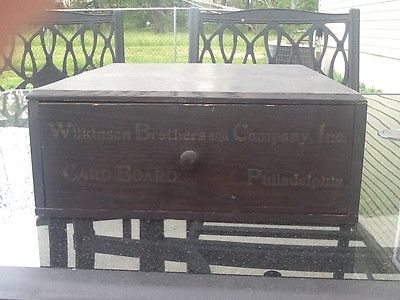 Wilkinson Brothers and Company, Inc.
Card Board Philadelphia.